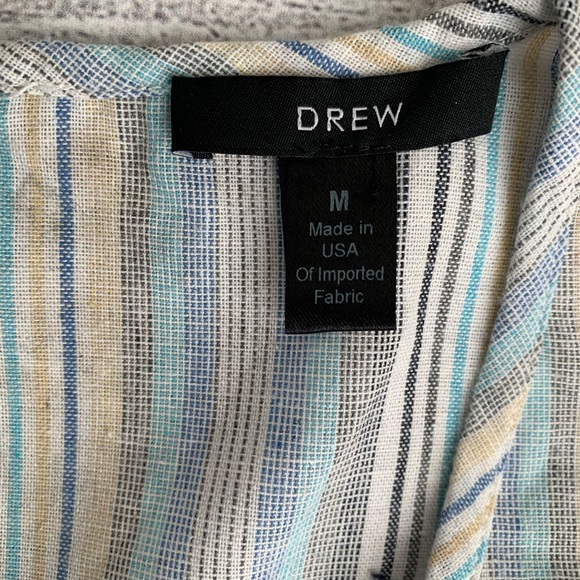 DREW
M
Made in
USA
Of Imported
Fabric